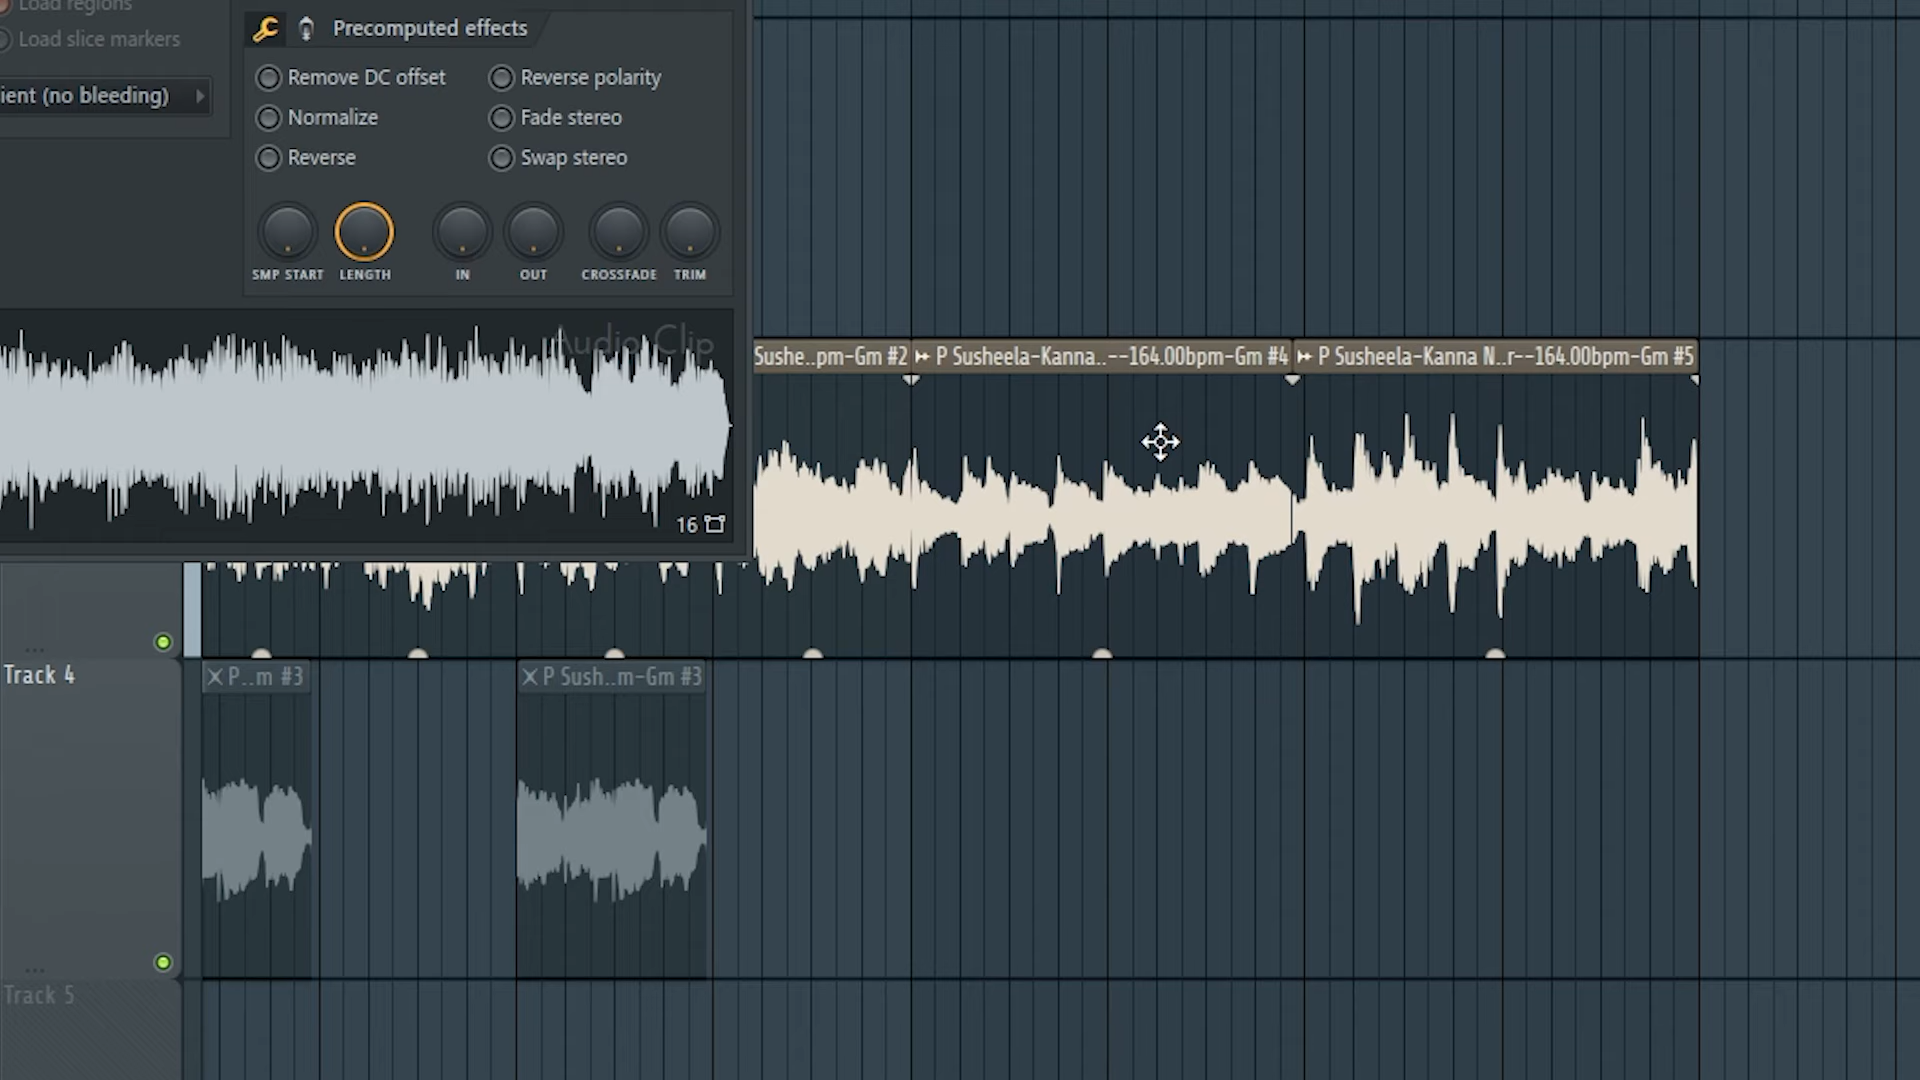 Load regions
Load slice markers
ient (no bleeding)
Precomputed effects
Remove DC offset
Reverse polarity
Normalize
Fade stereo
Reverse
Swap stereo
SMP START
LENGTH
IN
OUT
CROSSFADE
TRIM
Audio Clip
16
Sushe..pm-Gm #2
P Susheela-Kanna..--164.00bpm-Gm #4
P Susheela-Kanna N..r--164.00bpm-Gm #5
Track 4
P..m #3
P Sush..m-Gm #3
Track 5